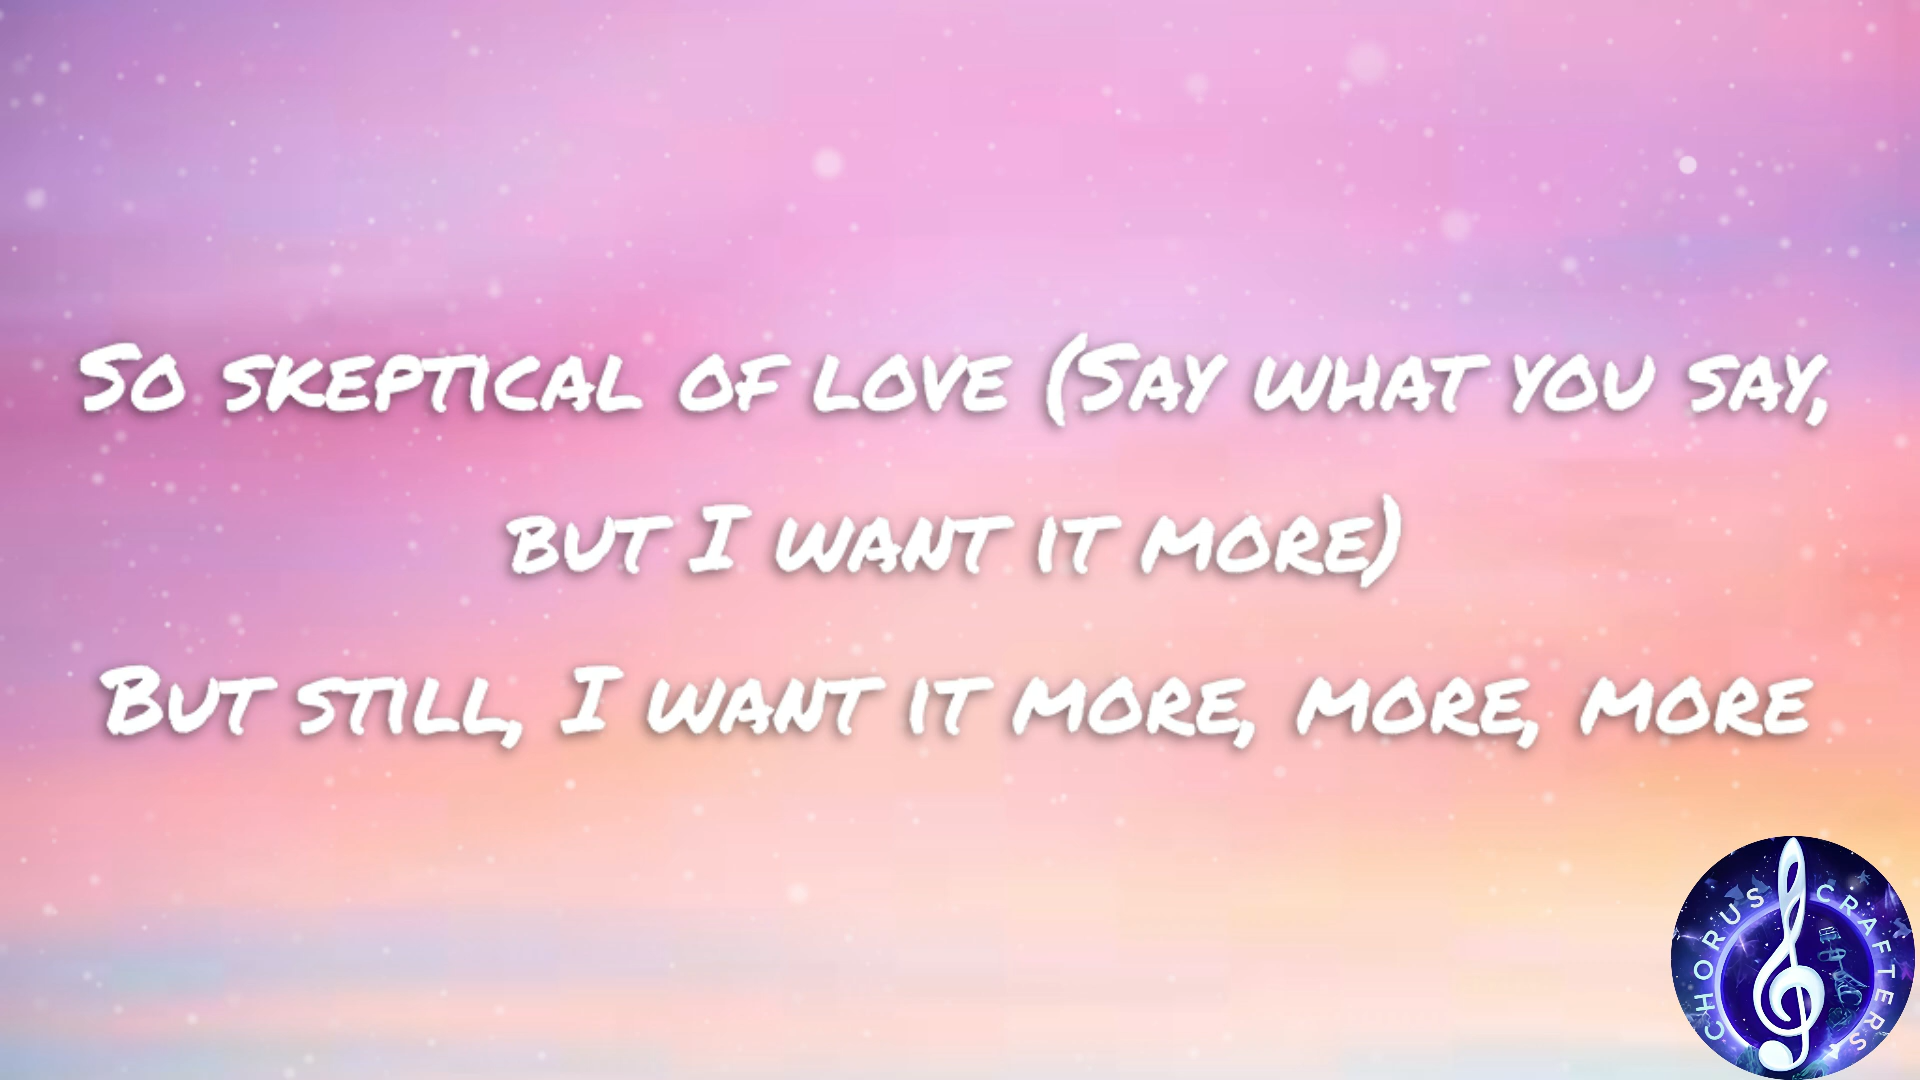 So skeptical of love (Say what you say,
but I want it more)
But still, I want it more, more, more
CHORUS CRAFTERS